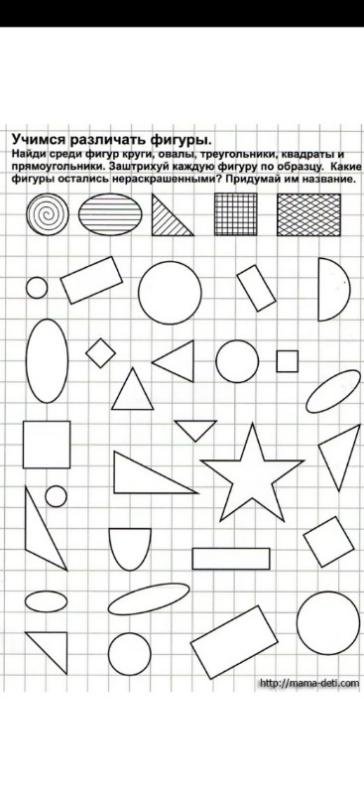 Учимся различать фигуры.
Найди среди фигур круги, овалы, треугольники, квадраты и
прямоугольники. Заштрихуй каждую фигуру по образцу. Какие
фигуры остались нераскрашенными? Придумай им название.
http://mama-deti.com